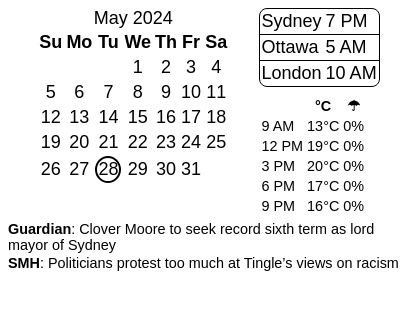 May 2024
Su Mo Tu We Th Fr Sa
1 2 3 4
5 6 7 8 9 10 11
12 13 14 15 16 17 18
19 20 21 22 23 24 25
26 27 28 29 30 31
Sydney 7 PM
Ottawa 5 AM
London 10 AM
°C ☂
9 AM 13°C 0%
12 PM 19°C 0%
3 PM 20°C 0%
6 PM 17°C 0%
9 PM 16°C 0%
Guardian: Clover Moore to seek record sixth term as lord
mayor of Sydney
SMH: Politicians protest too much at Tingle’s views on racism